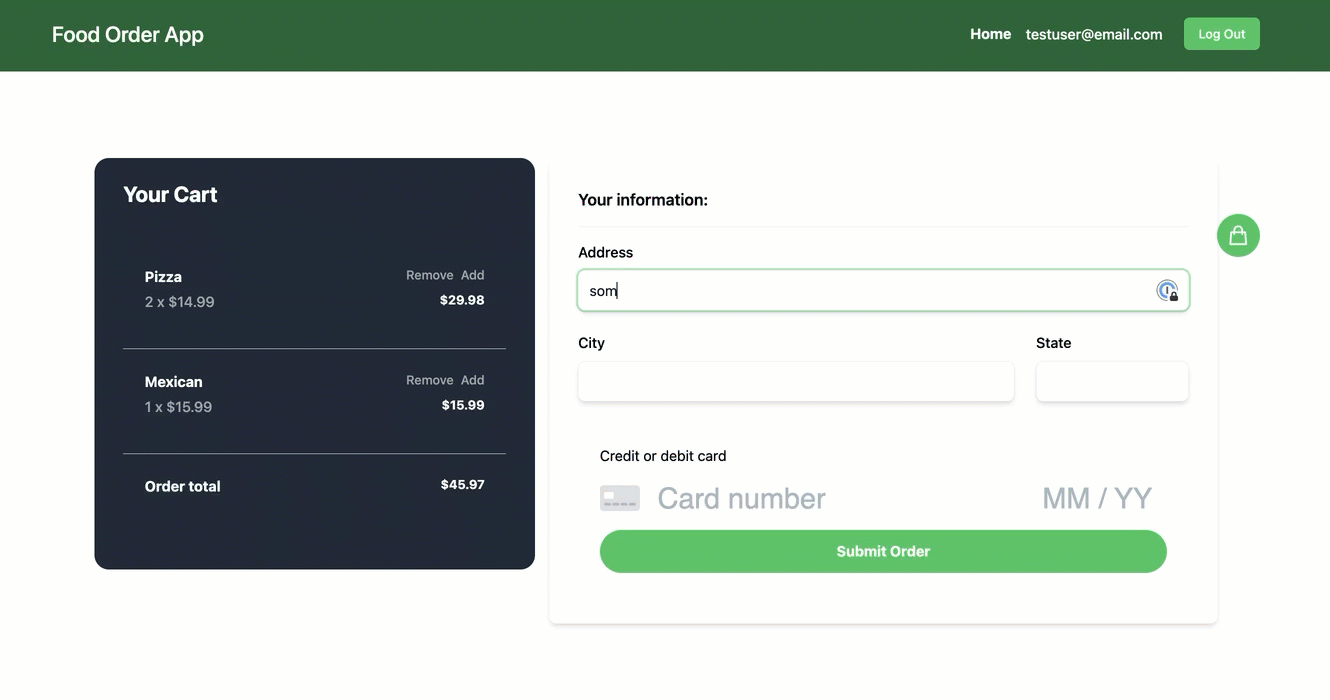 Food Order App
Home testuser@email.com Log Out
Your Cart
Pizza Remove Add
2 x $14.99 $29.98
Mexican Remove Add
1 x $15.99 $15.99
Order total $45.97
Your information:
Address
som
City State
Credit or debit card
Card number MM / YY
Submit Order